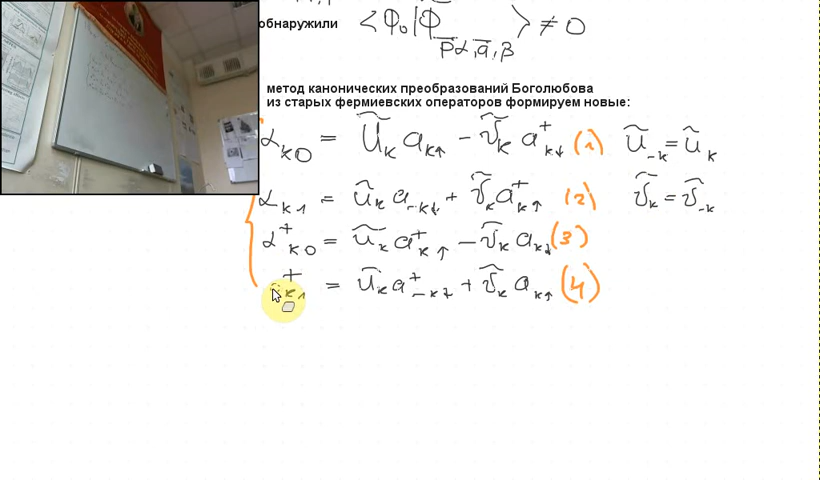 обнаружили <Φ₀|Φ > ≠ 0
pα, a, β
метод канонических преобразований Боголюбова
из старых фермиевских операторов формируем новые:
α_{k0} = ũ_k a_{k↑} − ṽ_k a⁺_{k↓} (1) ũ_{-k} = ũ_k
α_{k1} = ũ_k a_{-k↓} + ṽ_k a⁺_{k↑} (2) ṽ_k = ṽ_{-k}
α⁺_{k0} = ũ_k a⁺_{k↑} − ṽ_k a_{k↓} (3)
⁺_{k1} = ũ_k a⁺_{-k↓} + ṽ_k a_{k↑} (4)